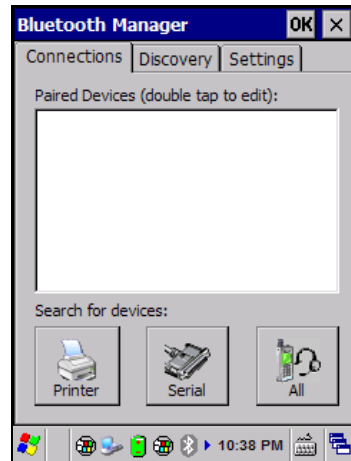 Bluetooth Manager OK
Connections Discovery Settings
Paired Devices (double tap to edit):
Search for devices:
Printer Serial All
10:38 PM